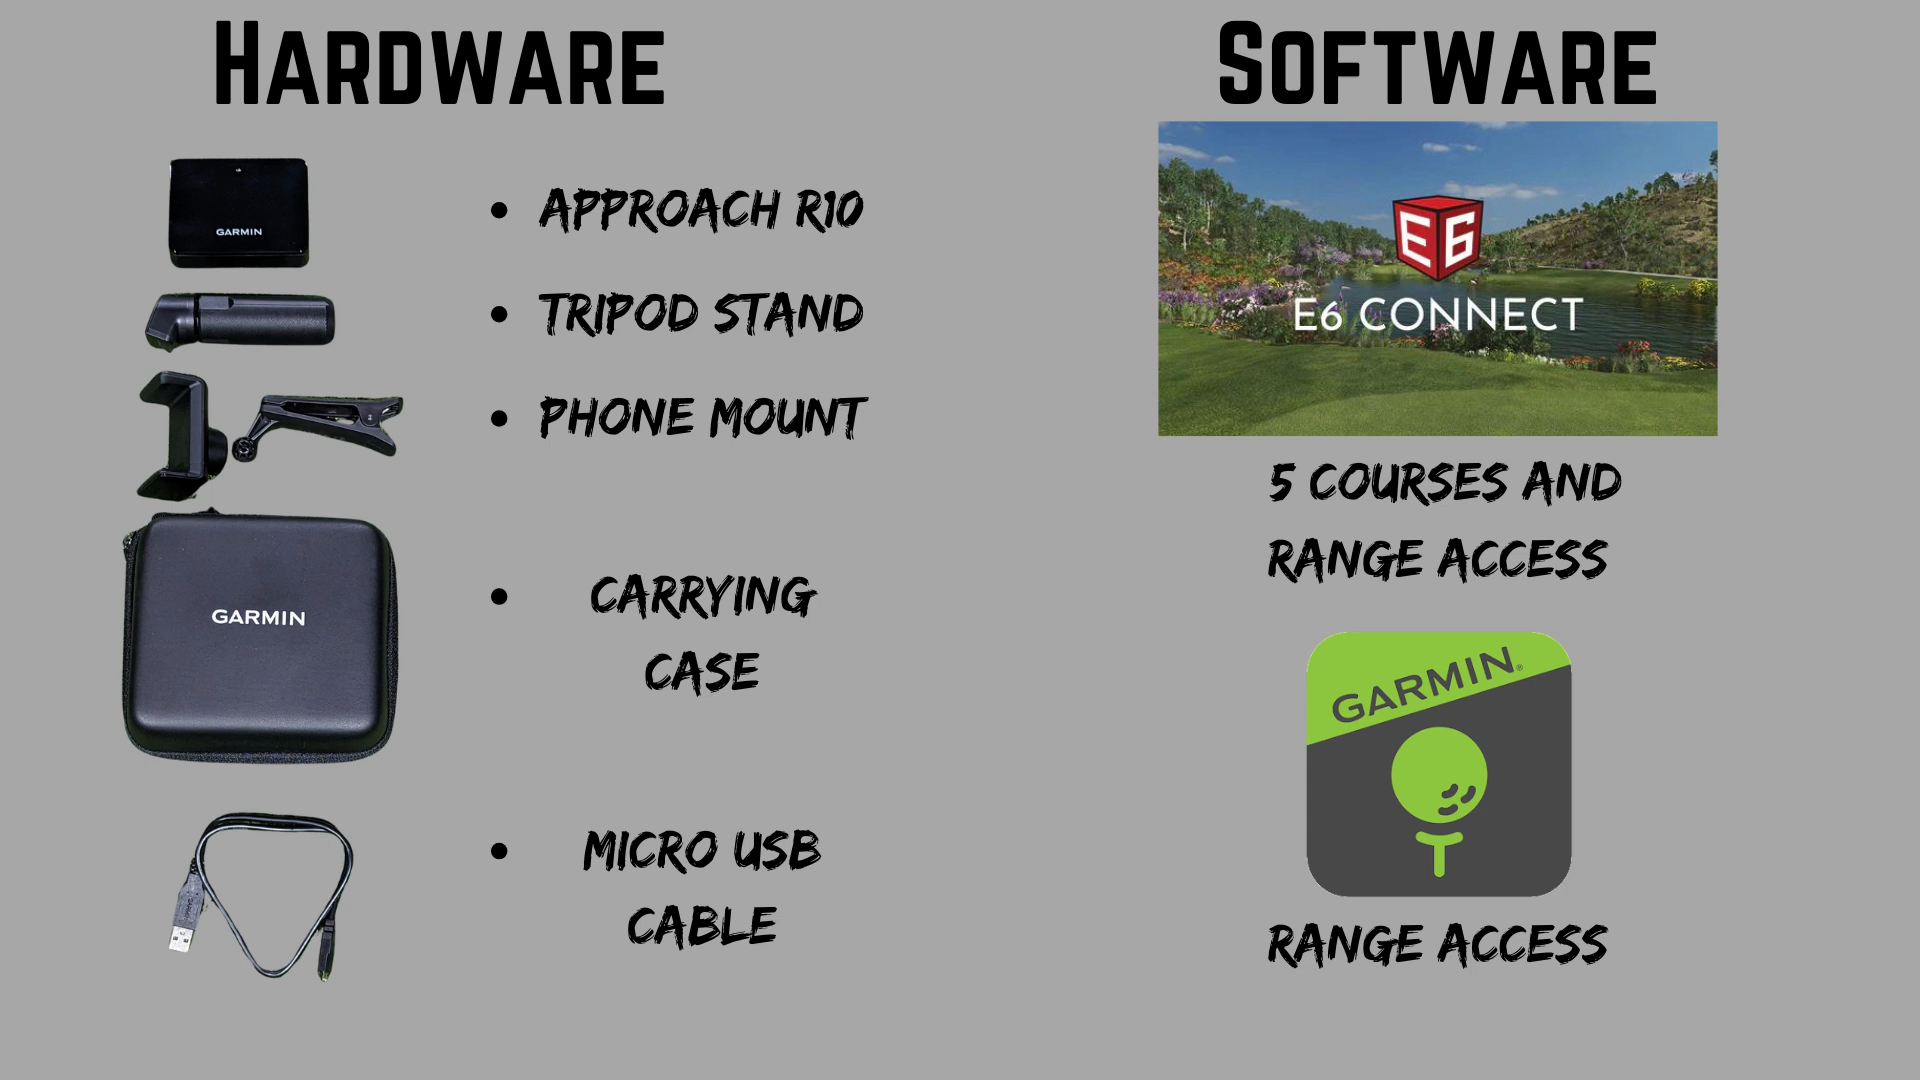 HARDWARE
GARMIN
APPROACH R10
TRIPOD STAND
PHONE MOUNT
GARMIN
CARRYING
CASE
MICRO USB
CABLE
SOFTWARE
E6
E6 CONNECT
5 COURSES AND
RANGE ACCESS
GARMIN®
RANGE ACCESS